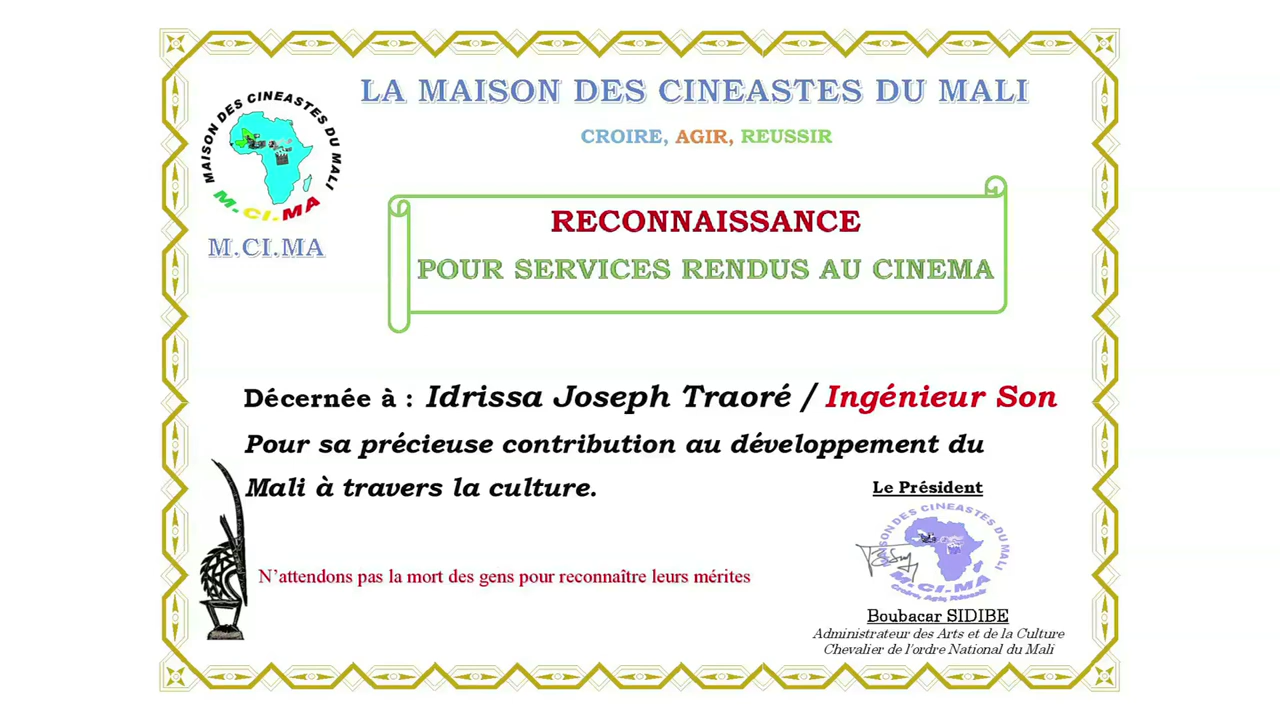 LA MAISON DES CINEASTES DU MALI
CROIRE, AGIR, REUSSIR
MAISON DES CINEASTES DU MALI
M.CI.MA
M.CI.MA
RECONNAISSANCE
POUR SERVICES RENDUS AU CINEMA
Décernée à : Idrissa Joseph Traoré / Ingénieur Son
Pour sa précieuse contribution au développement du
Mali à travers la culture.
Le Président
MAISON DES CINEASTES DU MALI
M.CI.MA
Croire, Agir, Réussir
N’attendons pas la mort des gens pour reconnaître leurs mérites
Boubacar SIDIBE
Administrateur des Arts et de la Culture
Chevalier de l’ordre National du Mali